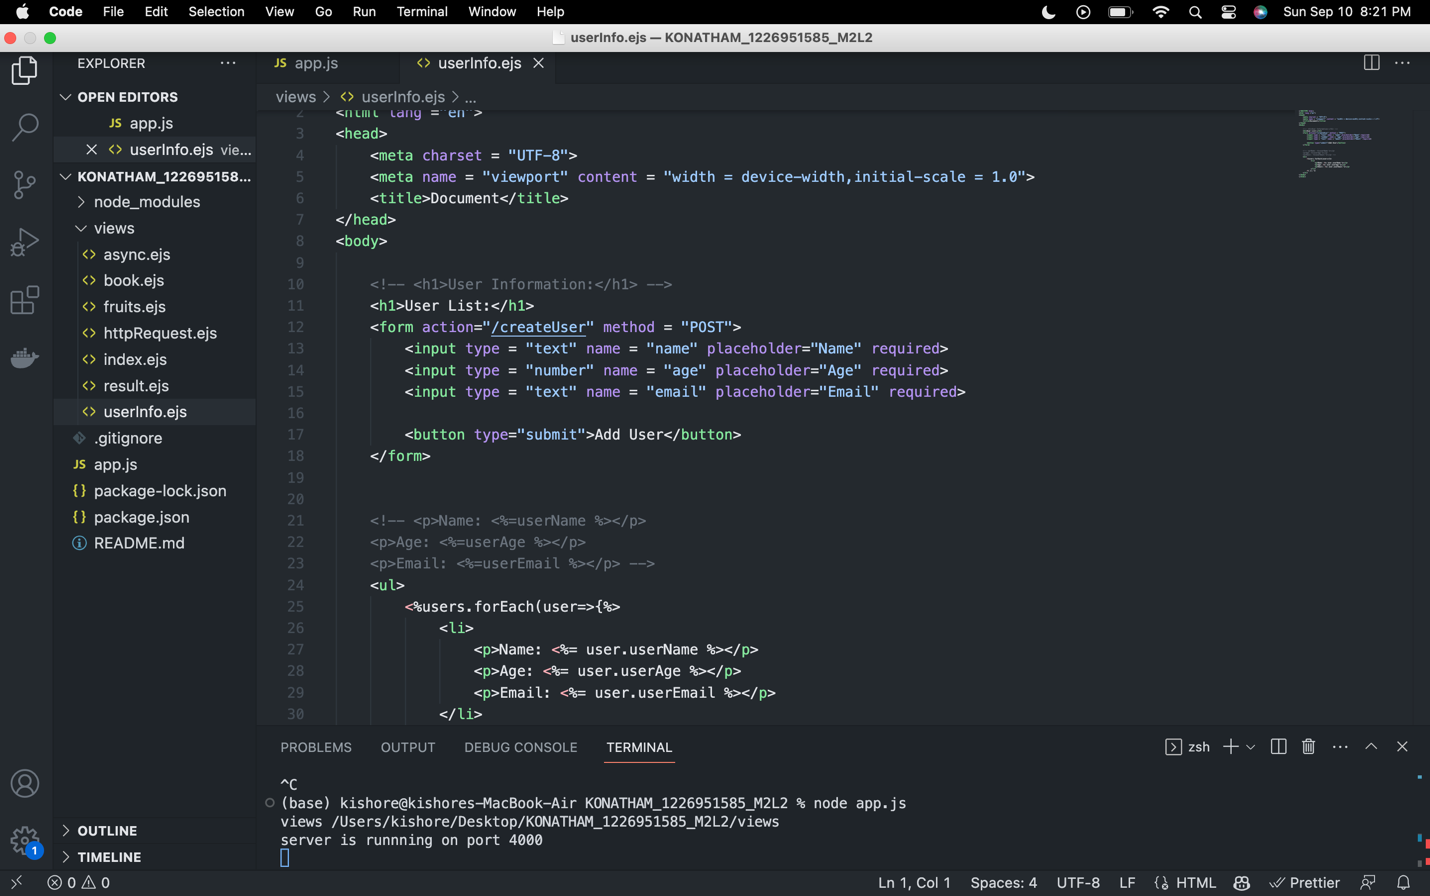 Code File Edit Selection View Go Run Terminal Window Help Sun Sep 10 8:21 PM
userInfo.ejs — KONATHAM_1226951585_M2L2
EXPLORER ...
JS app.js
<> userInfo.ejs
OPEN EDITORS
JS app.js
<> userInfo.ejs vie...
KONATHAM_122695158...
node_modules
views
<> async.ejs
<> book.ejs
<> fruits.ejs
<> httpRequest.ejs
<> index.ejs
<> result.ejs
<> userInfo.ejs
.gitignore
JS app.js
{} package-lock.json
{} package.json
README.md
OUTLINE
TIMELINE
1
views > <> userInfo.ejs > ...
2 <html lang ="en">
3 <head>
4 <meta charset = "UTF-8">
5 <meta name = "viewport" content = "width = device-width,initial-scale = 1.0">
6 <title>Document</title>
7 </head>
8 <body>
9
10 <!-- <h1>User Information:</h1> -->
11 <h1>User List:</h1>
12 <form action="/createUser" method = "POST">
13 <input type = "text" name = "name" placeholder="Name" required>
14 <input type = "number" name = "age" placeholder="Age" required>
15 <input type = "text" name = "email" placeholder="Email" required>
16
17 <button type="submit">Add User</button>
18 </form>
19
20
21 <!-- <p>Name: <%=userName %></p>
22 <p>Age: <%=userAge %></p>
23 <p>Email: <%=userEmail %></p> -->
24 <ul>
25 <%users.forEach(user=>{%>
26 <li>
27 <p>Name: <%= user.userName %></p>
28 <p>Age: <%= user.userAge %></p>
29 <p>Email: <%= user.userEmail %></p>
30 </li>
PROBLEMS OUTPUT DEBUG CONSOLE TERMINAL zsh
^C
(base) kishore@kishores-MacBook-Air KONATHAM_1226951585_M2L2 % node app.js
views /Users/kishore/Desktop/KONATHAM_1226951585_M2L2/views
server is runnning on port 4000
0 0 Ln 1, Col 1 Spaces: 4 UTF-8 LF HTML Prettier